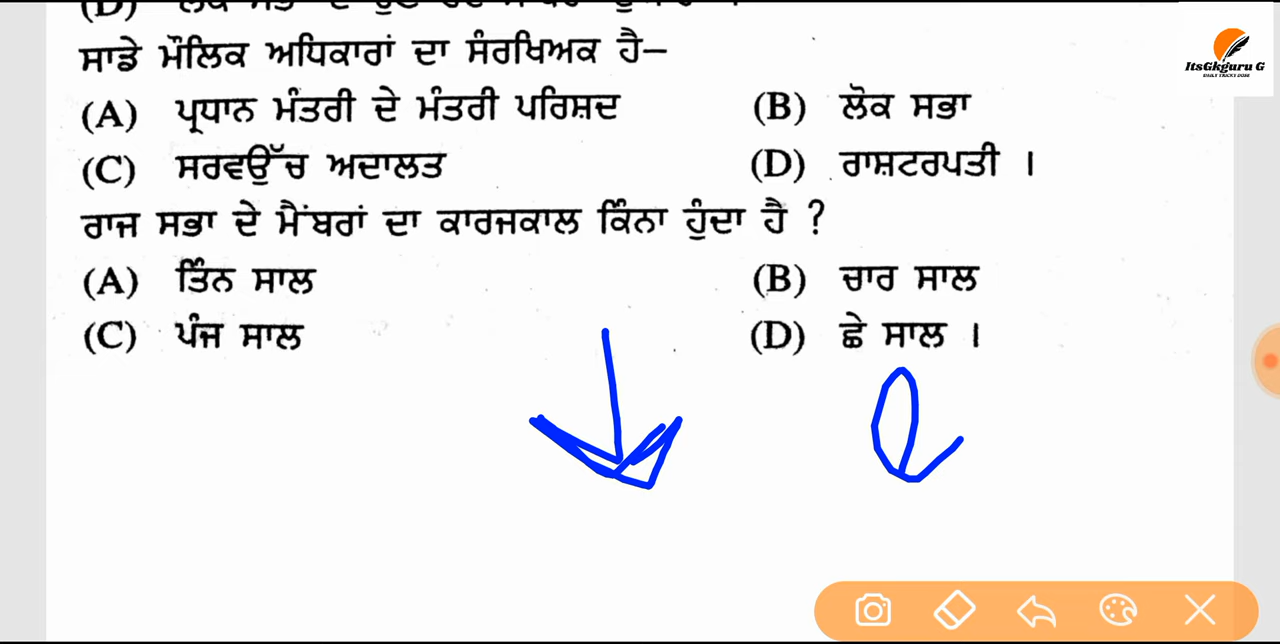 (D)
ਸਾਡੇ ਮੌਲਿਕ ਅਧਿਕਾਰਾਂ ਦਾ ਸੰਰਖਿਅਕ ਹੈ—
(A) ਪ੍ਰਧਾਨ ਮੰਤਰੀ ਦੇ ਮੰਤਰੀ ਪਰਿਸ਼ਦ (B) ਲੋਕ ਸਭਾ
(C) ਸਰਵਉੱਚ ਅਦਾਲਤ (D) ਰਾਸ਼ਟਰਪਤੀ ।
ਰਾਜ ਸਭਾ ਦੇ ਮੈਂਬਰਾਂ ਦਾ ਕਾਰਜਕਾਲ ਕਿੰਨਾ ਹੁੰਦਾ ਹੈ ?
(A) ਤਿੰਨ ਸਾਲ (B) ਚਾਰ ਸਾਲ
(C) ਪੰਜ ਸਾਲ (D) ਛੇ ਸਾਲ ।
ItsGkguru G